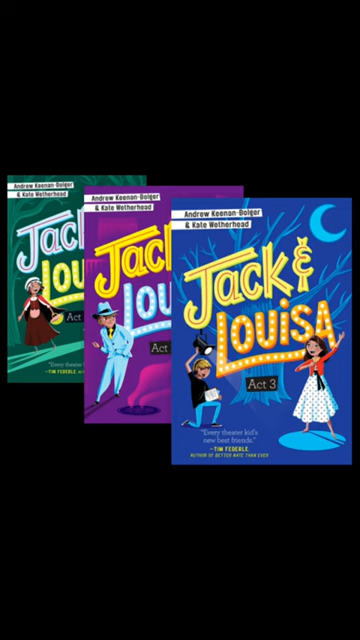 Andrew Keenan-Bolger
& Kate Wetherhead
Jac
Lou
Act
"Every theater
—TIM FEDERLE,
Andrew Keenan-Bolger
& Kate Wetherhead
Jac
Lou
Act
Andrew Keenan-Bolger
& Kate Wetherhead
Jack &
Louisa
Act 3
"Every theater kid's
new best friends."
—TIM FEDERLE,
AUTHOR OF BETTER NATE THAN EVER